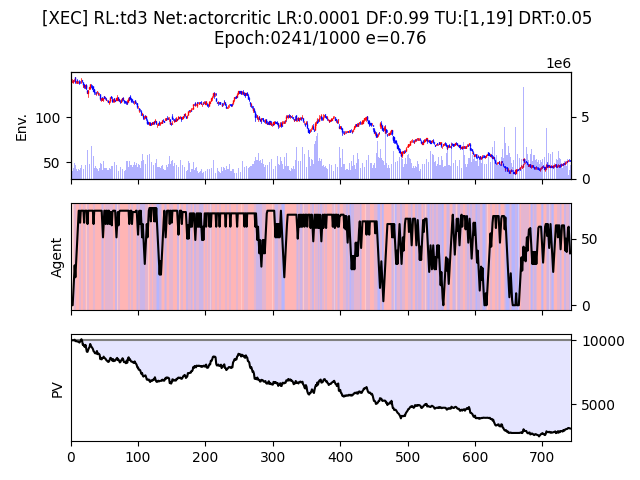 [XEC] RL:td3 Net:actorcritic LR:0.0001 DF:0.99 TU:[1,19] DRT:0.05
Epoch:0241/1000 e=0.76
1e6
Env.
100
50
5
0
Agent
50
0
PV
10000
5000
0 100 200 300 400 500 600 700